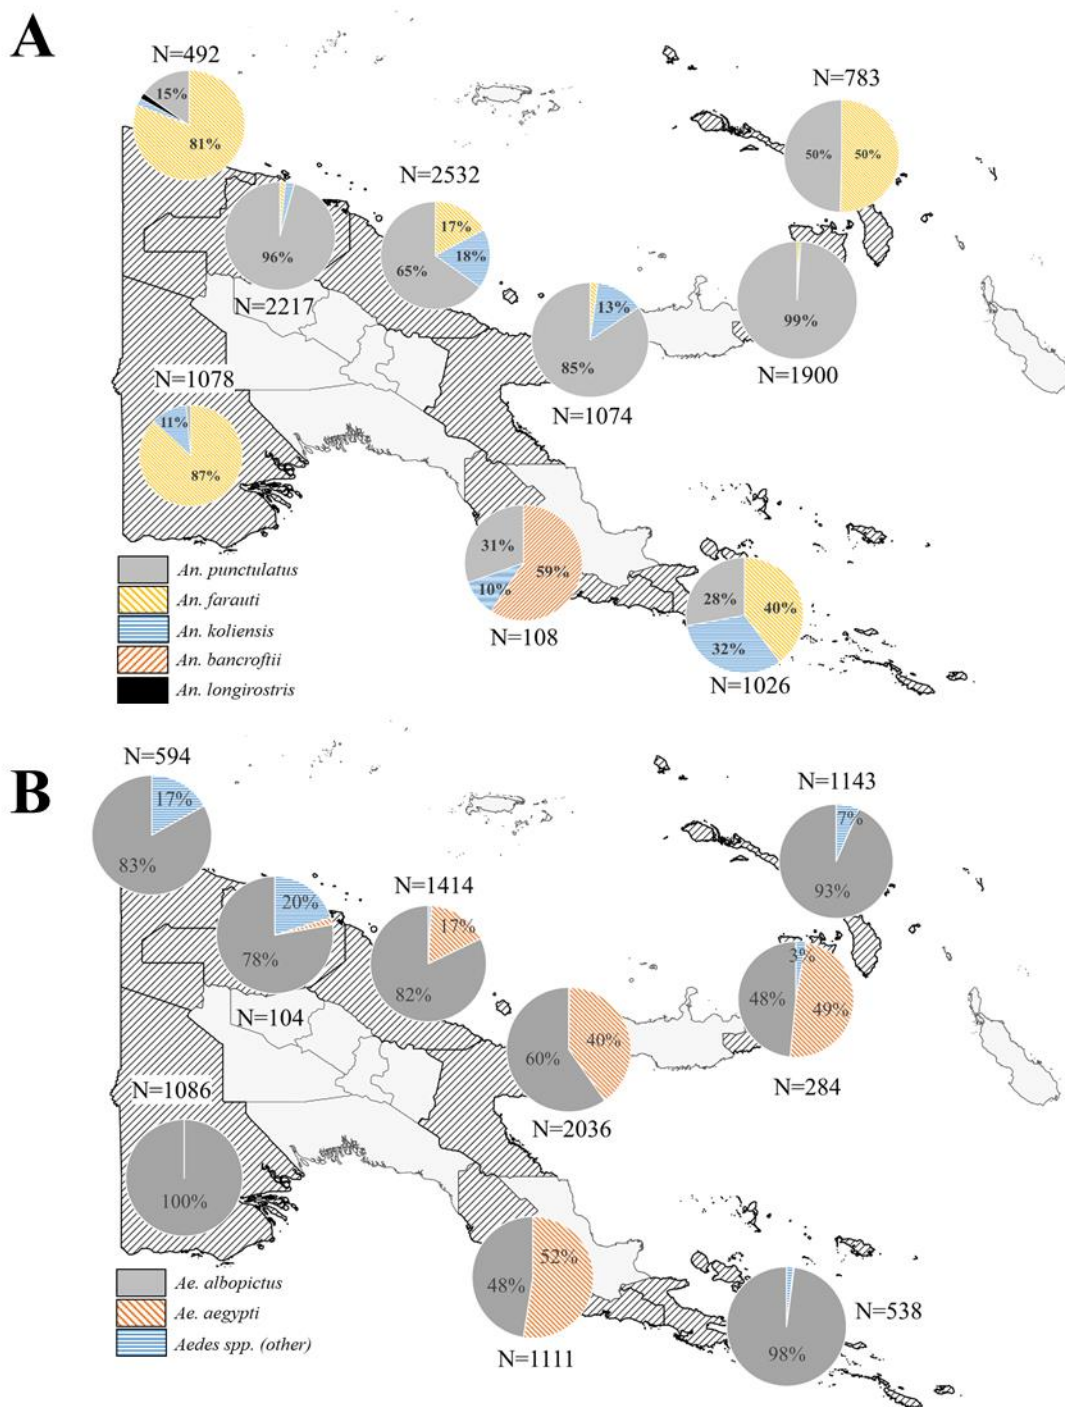 A
N=492
15%
81%
N=783
50%
50%
N=2532
17%
18%
65%
96%
N=2217
13%
85%
N=1074
99%
N=1900
N=1078
11%
87%
31%
59%
10%
N=108
28%
40%
32%
N=1026
An. punctulatus
An. farauti
An. koliensis
An. bancroftii
An. longirostris
B
N=594
17%
83%
N=1143
7%
93%
N=1414
17%
82%
20%
78%
N=104
3%
48%
49%
N=284
40%
60%
N=2036
N=1086
100%
52%
48%
N=1111
N=538
98%
Ae. albopictus
Ae. aegypti
Aedes spp. (other)